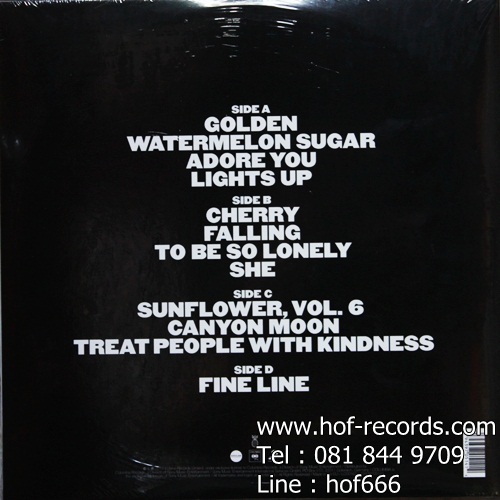 SIDE A
GOLDEN
WATERMELON SUGAR
ADORE YOU
LIGHTS UP
SIDE B
CHERRY
FALLING
TO BE SO LONELY
SHE
SIDE C
SUNFLOWER, VOL. 6
CANYON MOON
TREAT PEOPLE WITH KINDNESS
SIDE D
FINE LINE
www.hof-records.com
Tel : 081 844 9709
Line : hof666